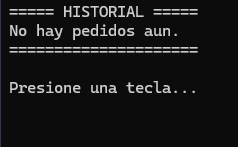 ===== HISTORIAL =====
No hay pedidos aun.
=====================
Presione una tecla...